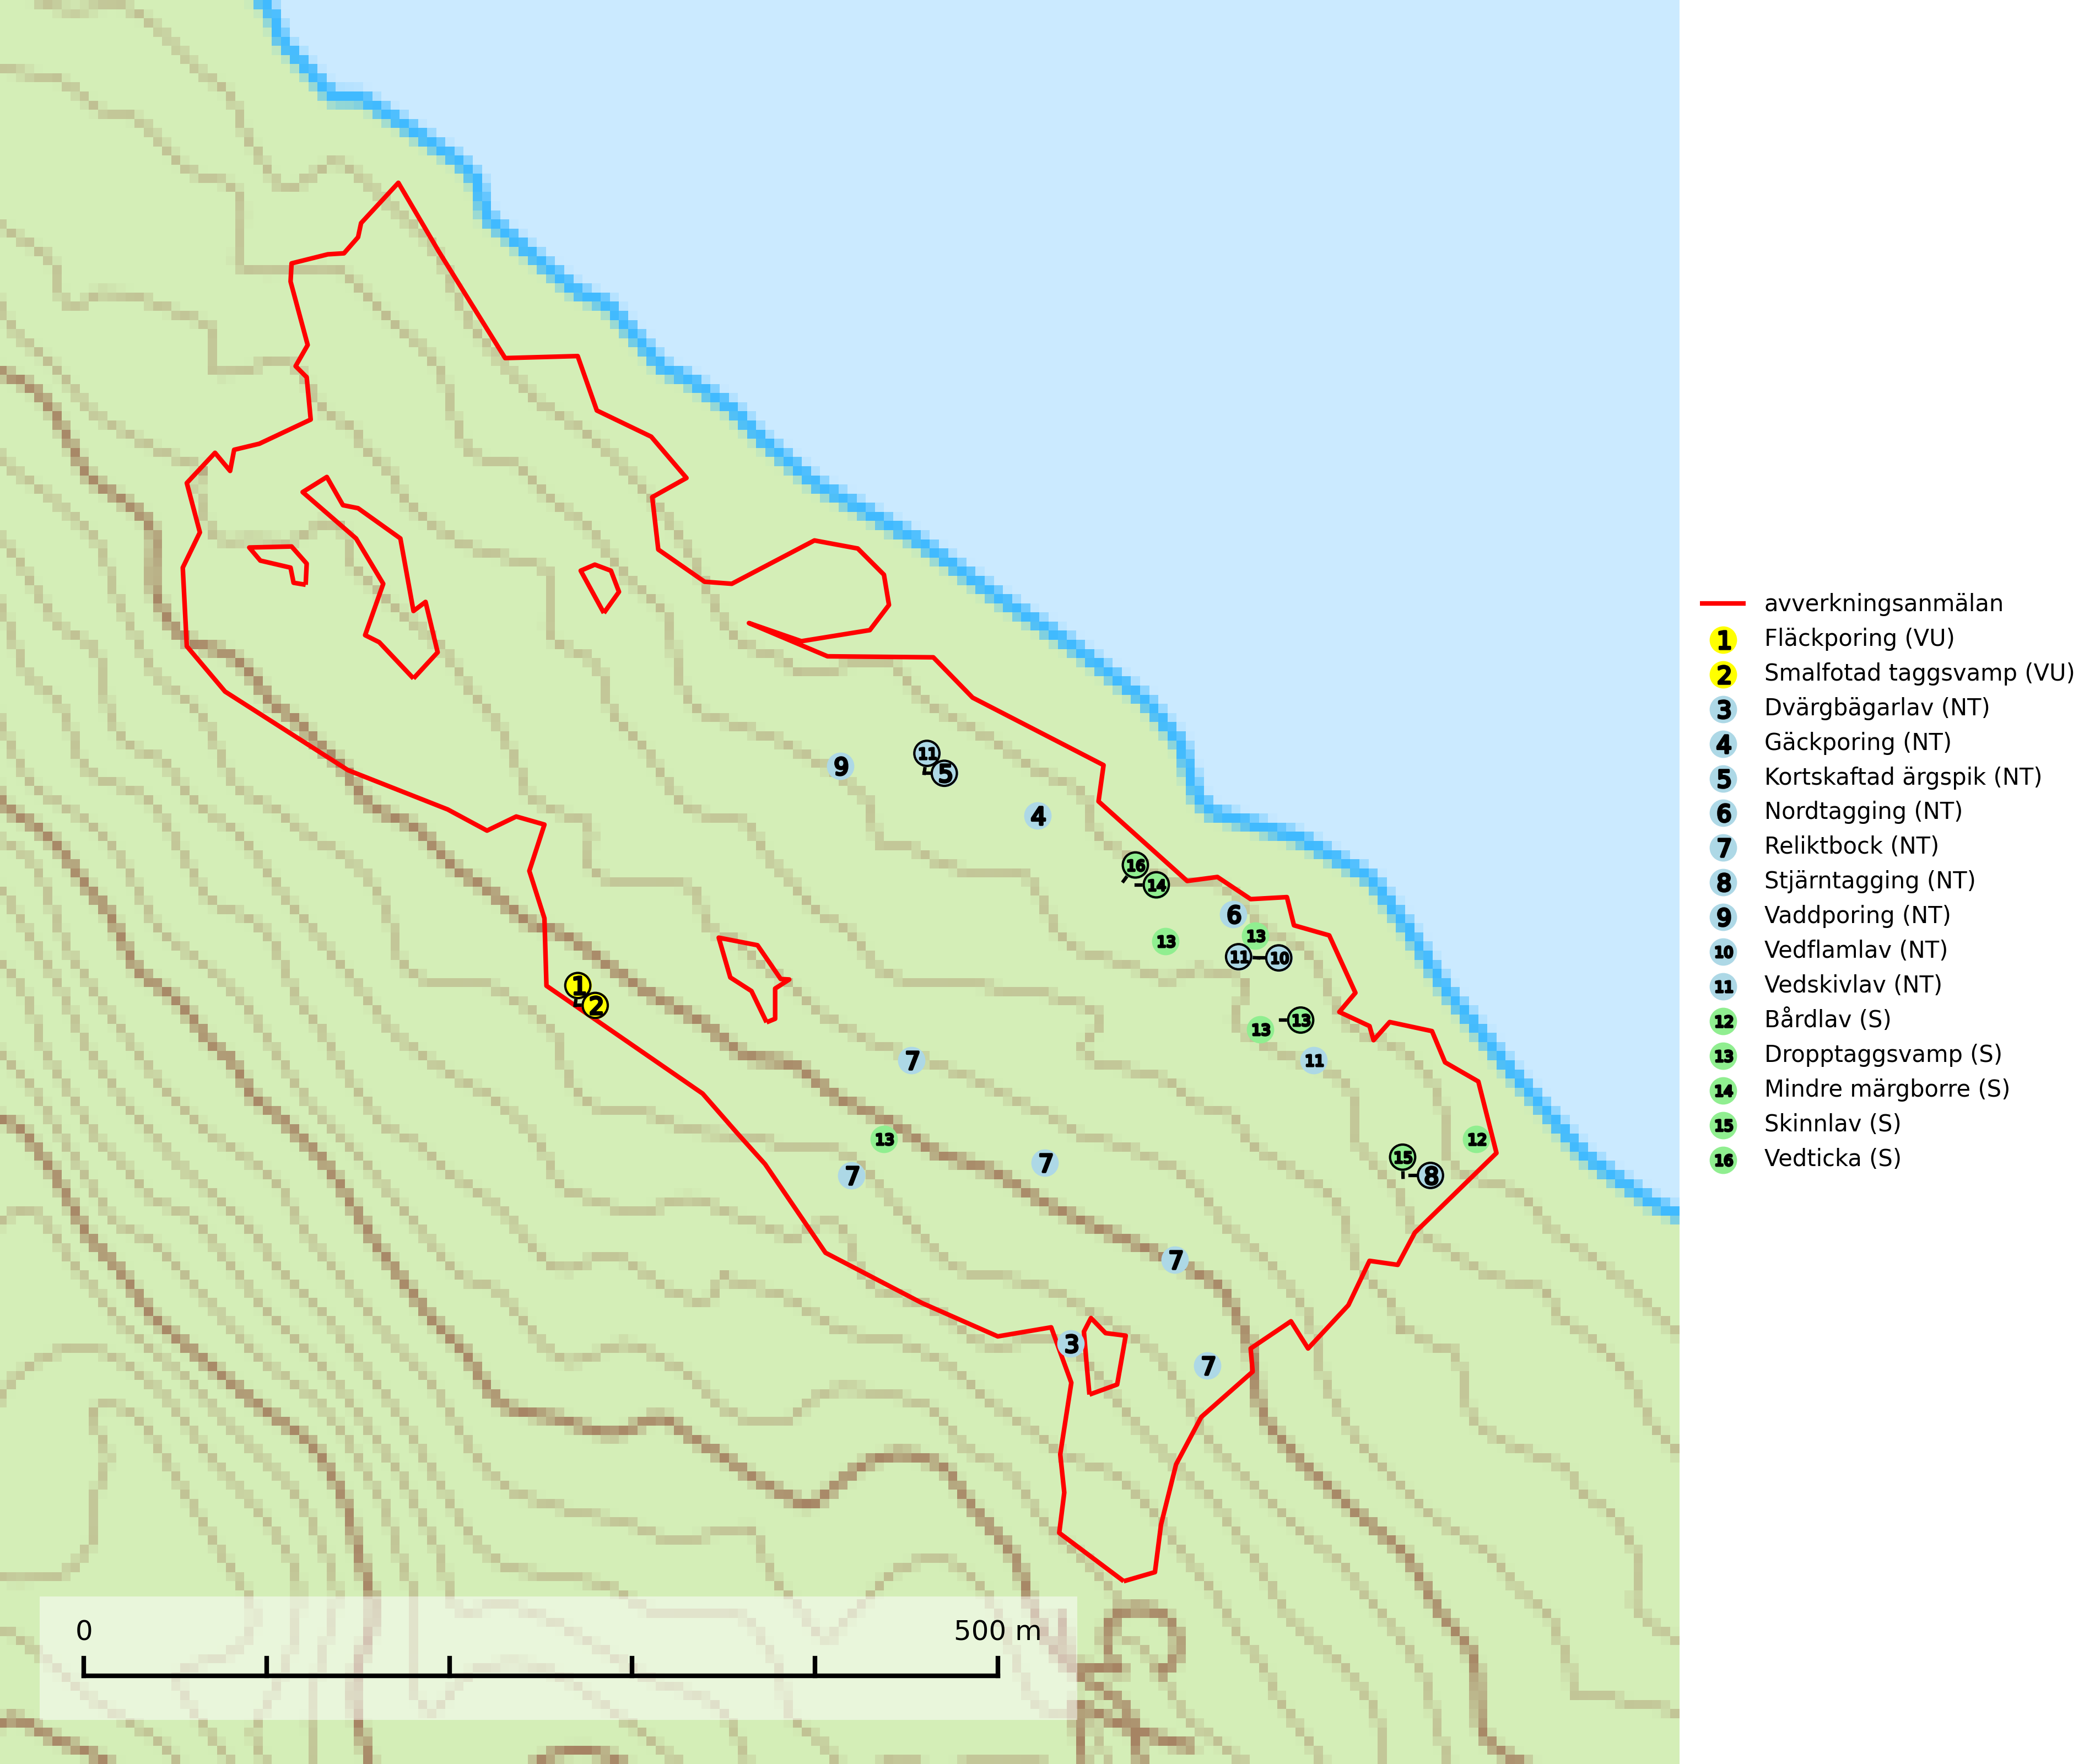 avverkningsanmälan
1 Fläckporing (VU)
2 Smalfotad taggsvamp (VU)
3 Dvärgbägarlav (NT)
4 Gäckporing (NT)
5 Kortskaftad ärgspik (NT)
6 Nordtagging (NT)
7 Reliktbock (NT)
8 Stjärntagging (NT)
9 Vaddporing (NT)
10 Vedflamlav (NT)
11 Vedskivlav (NT)
12 Bårdlav (S)
13 Dropptaggsvamp (S)
14 Mindre märgborre (S)
15 Skinnlav (S)
16 Vedticka (S)
11
9
5
4
16
14
6
13
13
11 10
1
2
13
13
7
11
13
12
15
7
7
8
7
3
7
0 500 m